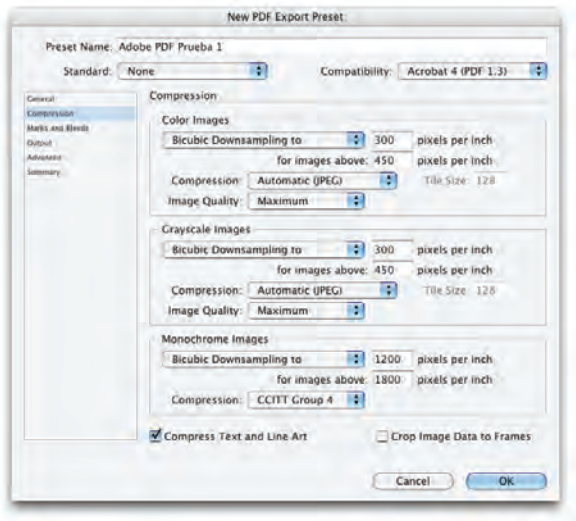 New PDF Export Preset
Preset Name: Adobe PDF Prueba 1
Standard: None Compatibility: Acrobat 4 (PDF 1.3)
General
Compression
Marks and Bleeds
Output
Advanced
Summary
Compression
Color Images
Bicubic Downsampling to 300 pixels per inch
for images above: 450 pixels per inch
Compression: Automatic (JPEG) Tile Size: 128
Image Quality: Maximum
Grayscale Images
Bicubic Downsampling to 300 pixels per inch
for images above: 450 pixels per inch
Compression: Automatic (JPEG) Tile Size: 128
Image Quality: Maximum
Monochrome Images
Bicubic Downsampling to 1200 pixels per inch
for images above: 1800 pixels per inch
Compression: CCITT Group 4
Compress Text and Line Art Crop Image Data to Frames
Cancel OK